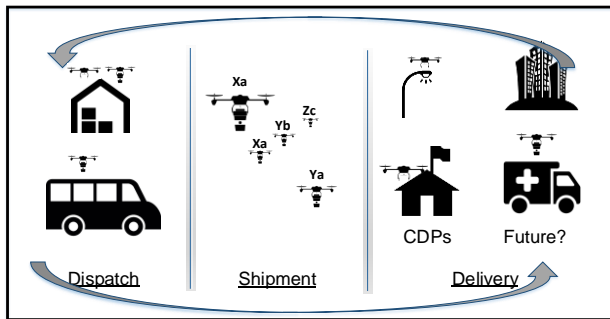 Xa
Zc
Yb
Xa
Ya
CDPs
Future?
Dispatch
Shipment
Delivery